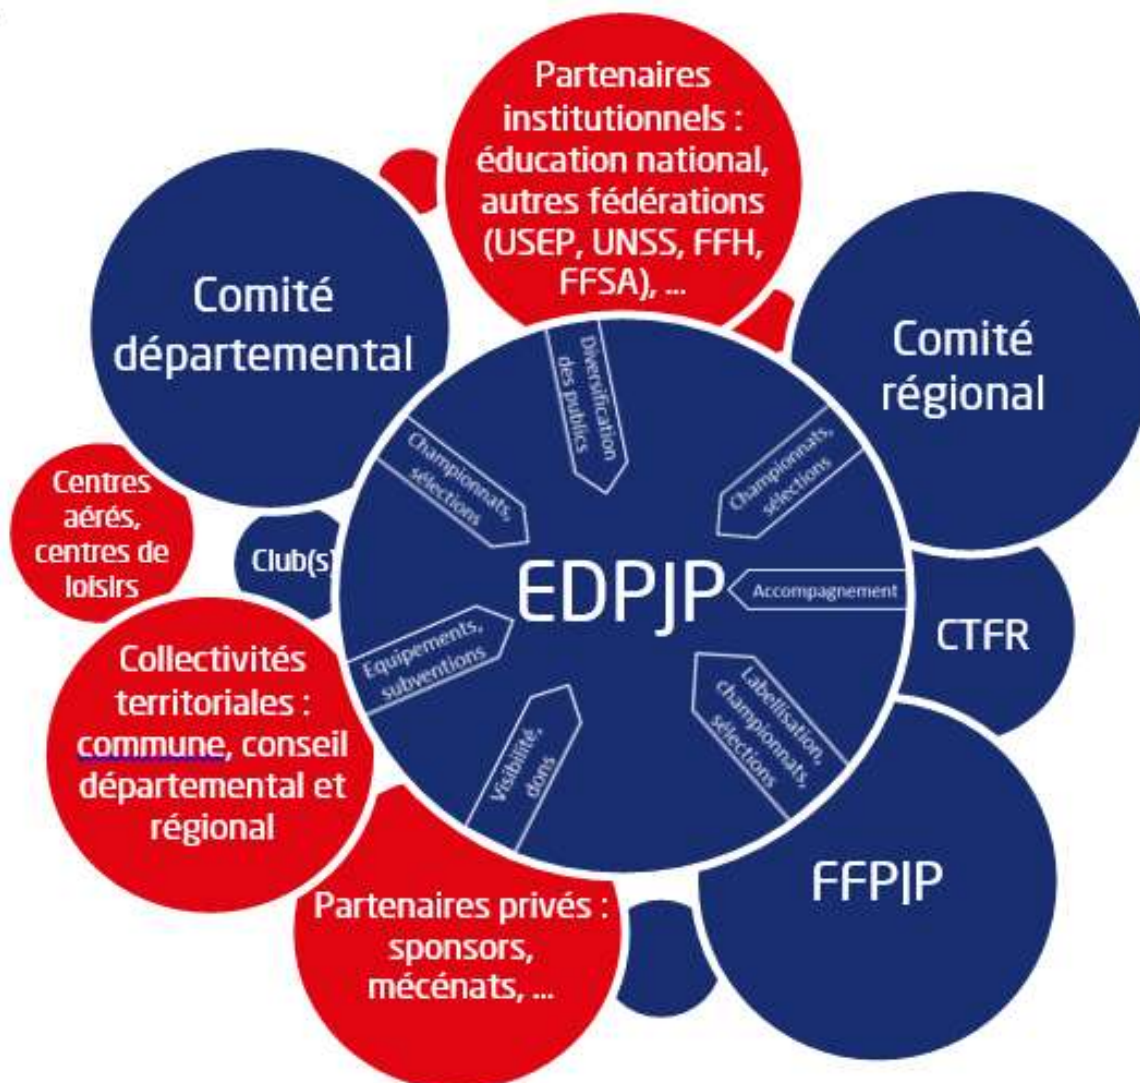 Partenaires
institutionnels :
éducation national,
autres fédérations
(USEP, UNSS, FFH,
FFSA), ...
Comité
départemental
Comité
régional
Diversification
des publics
Championnats,
sélections
Championnats,
sélections
Centres
aérés,
centres de
loisirs
Club(s)
EDPJP
Accompagnement
CTFR
Equipements,
subventions
Collectivités
territoriales :
commune, conseil
départemental et
régional
Visibilité,
dons
Labellisation,
championnats,
sélections
FFPJP
Partenaires privés :
sponsors,
mécénats, ...